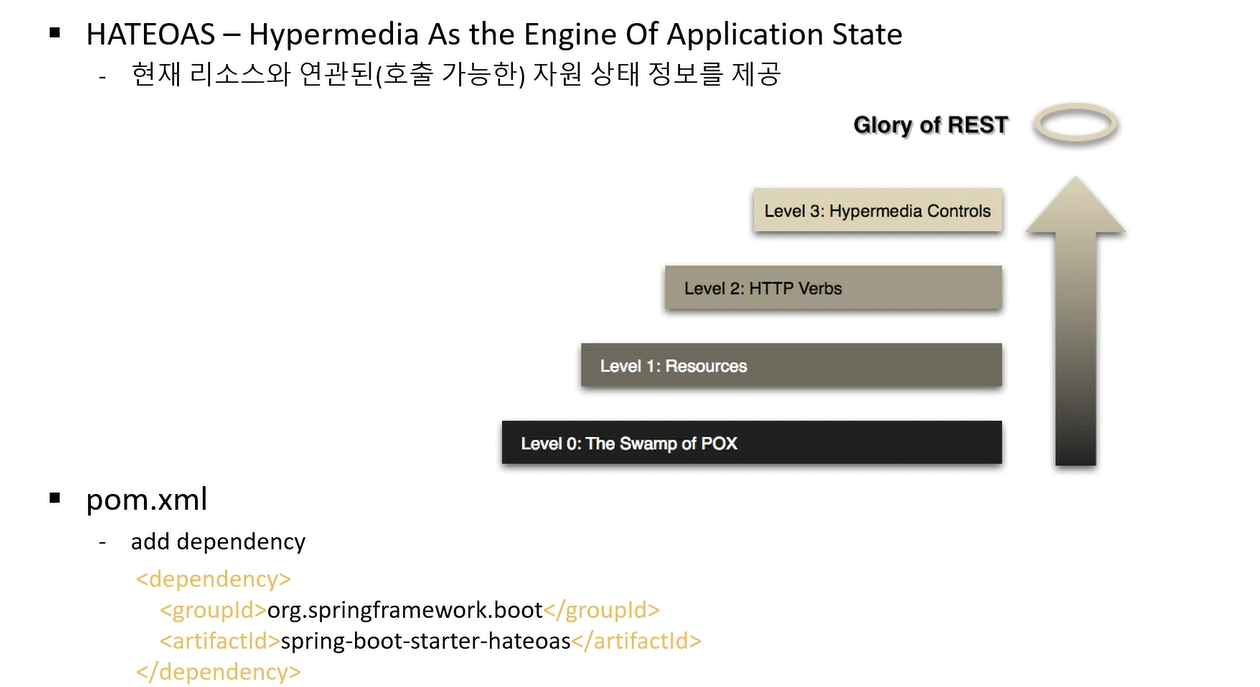 ▪ HATEOAS – Hypermedia As the Engine Of Application State
- 현재 리소스와 연관된(호출 가능한) 자원 상태 정보를 제공
Glory of REST
Level 3: Hypermedia Controls
Level 2: HTTP Verbs
Level 1: Resources
Level 0: The Swamp of POX
▪ pom.xml
- add dependency
<dependency>
<groupId>org.springframework.boot</groupId>
<artifactId>spring-boot-starter-hateoas</artifactId>
</dependency>